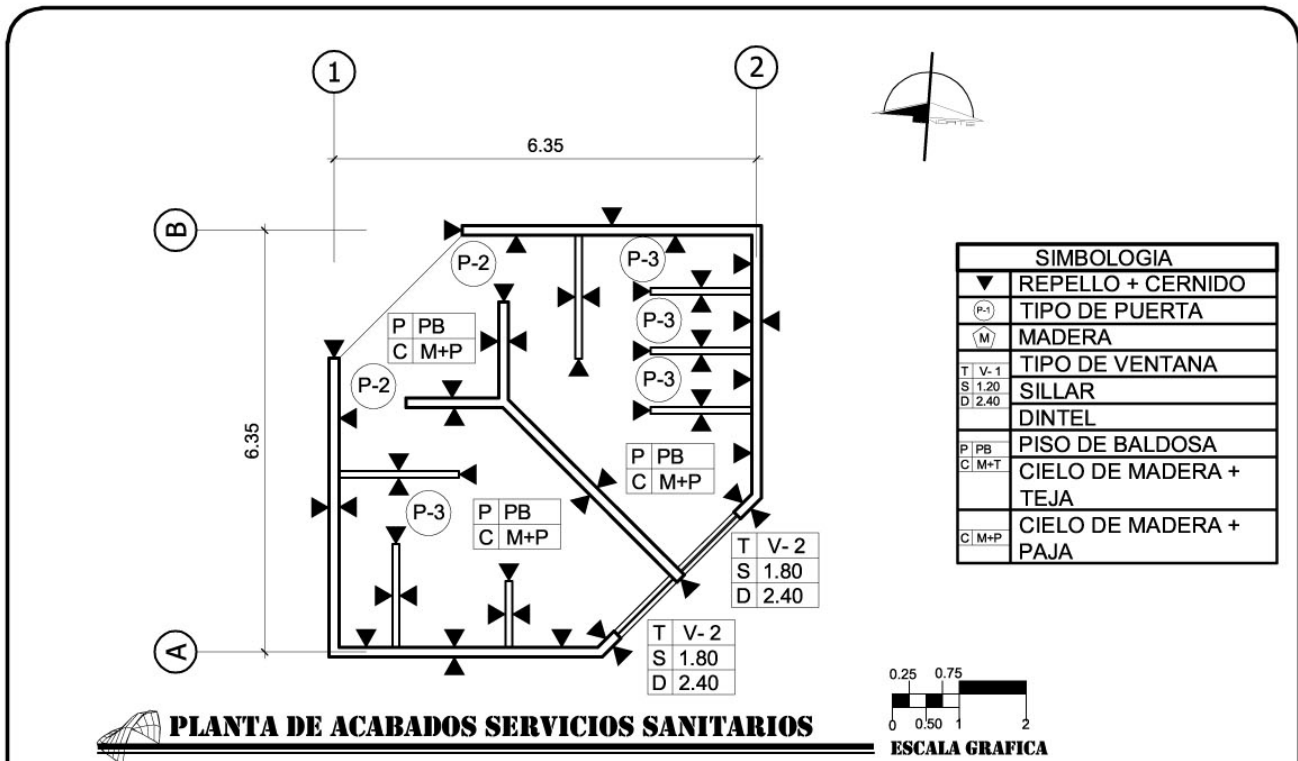 1
2
6.35
NORTE
B
P-2
P-3
P PB
C M+P
P-3
P-2
P-3
6.35
P PB
C M+P
P-3
P PB
C M+P
T V- 2
S 1.80
D 2.40
A
T V- 2
S 1.80
D 2.40
SIMBOLOGIA
REPELLO + CERNIDO
P-1 TIPO DE PUERTA
M MADERA
T V- 1 TIPO DE VENTANA
S 1.20 SILLAR
D 2.40 DINTEL
P PB PISO DE BALDOSA
C M+T CIELO DE MADERA +
TEJA
C M+P CIELO DE MADERA +
PAJA
PLANTA DE ACABADOS SERVICIOS SANITARIOS
0.25 0.75
0 0.50 1 2
ESCALA GRAFICA